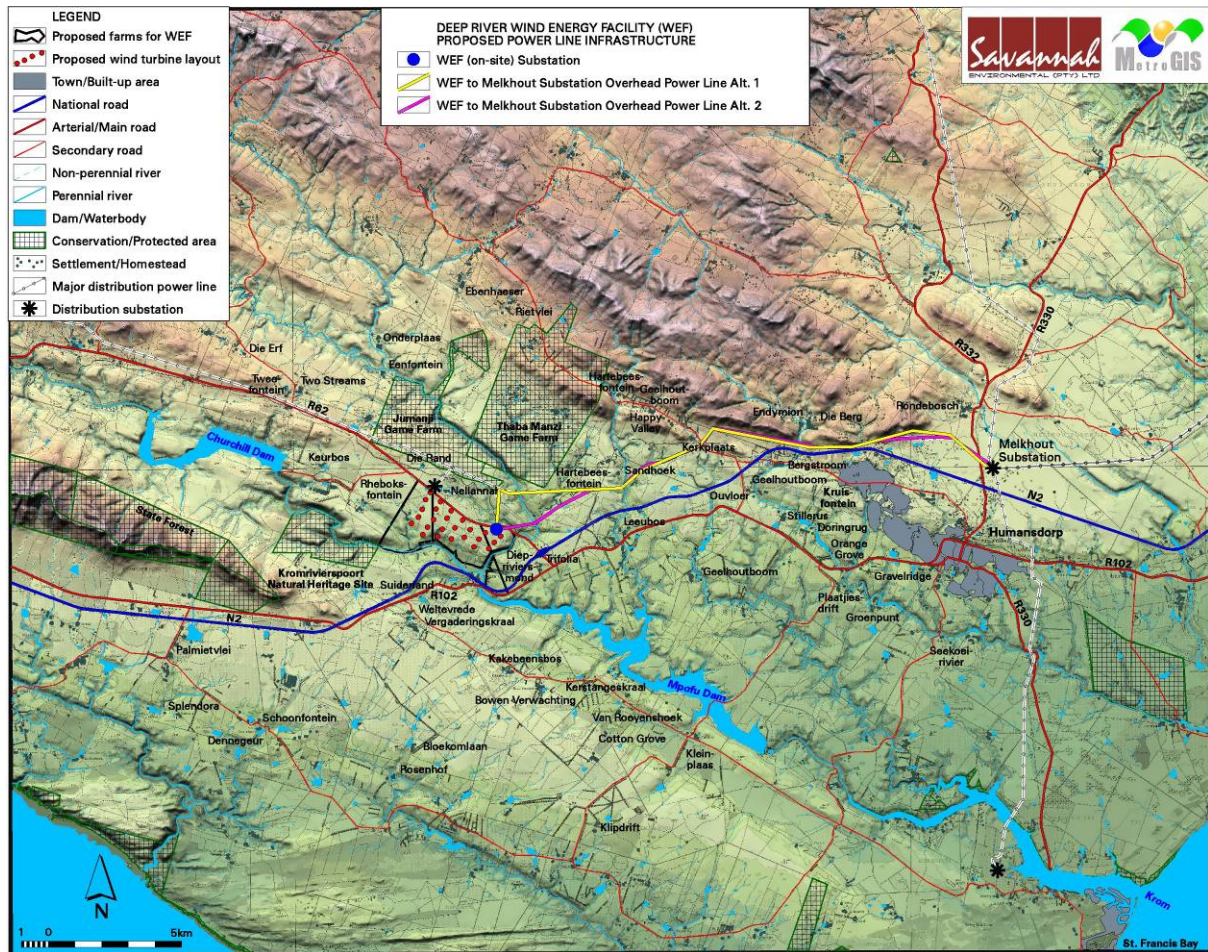 LEGEND
Proposed farms for WEF
Proposed wind turbine layout
Town/Built-up area
National road
Arterial/Main road
Secondary road
Non-perennial river
Perennial river
Dam/Waterbody
Conservation/Protected area
Settlement/Homestead
Major distribution power line
Distribution substation
DEEP RIVER WIND ENERGY FACILITY (WEF)
PROPOSED POWER LINE INFRASTRUCTURE
WEF (on-site) Substation
WEF to Melkhout Substation Overhead Power Line Alt. 1
WEF to Melkhout Substation Overhead Power Line Alt. 2
Savannah
ENVIRONMENTAL (PTY) LTD
MetroGIS
Ebenhaeser
Rietvlei
Onderplaas
Die Erf
Eenfontein
Twee-
fontein
Two Streams
R62
Jumanji
Game Farm
Thaba Manzi
Game Farm
Hartebees-
fontein
Geelhout
boom
Happy
Valley
Endymion
Die Berg
Rondebosch
R332
R330
Kerkplaats
Melkhout
Substation
Churchill Dam
Keurbos
Die Rand
Rheboks-
fontein
Nellannat
Hartebees-
fontein
Sandhoek
Bergstroom
Geelhoutboom
Ouvloer
Kruis-
fontein
N2
Stillerus
Doringrug
Leeubos
Orange
Grove
Humansdorp
State Forest
Diep-
riviers-
mond
Trifolia
Geelhoutboom
Gravelridge
R102
Kromrivierspoort
Natural Heritage Site
Suiderland
R102
Plaatjies-
drift
Groenpunt
R330
N2
Weltevrede
Vergaderingskraal
Palmietvlei
Kakebeensbos
Seekoei-
rivier
Kerstangeskraal
Mpofu Dam
Bowen Verwachting
Splendora
Schoonfontein
Van Rooyenshoek
Cotton Grove
Dennegeur
Bloekomlaan
Klein-
plaas
Rosenhof
Klipdrift
N
1 0 5km
Krom
St. Francis Bay